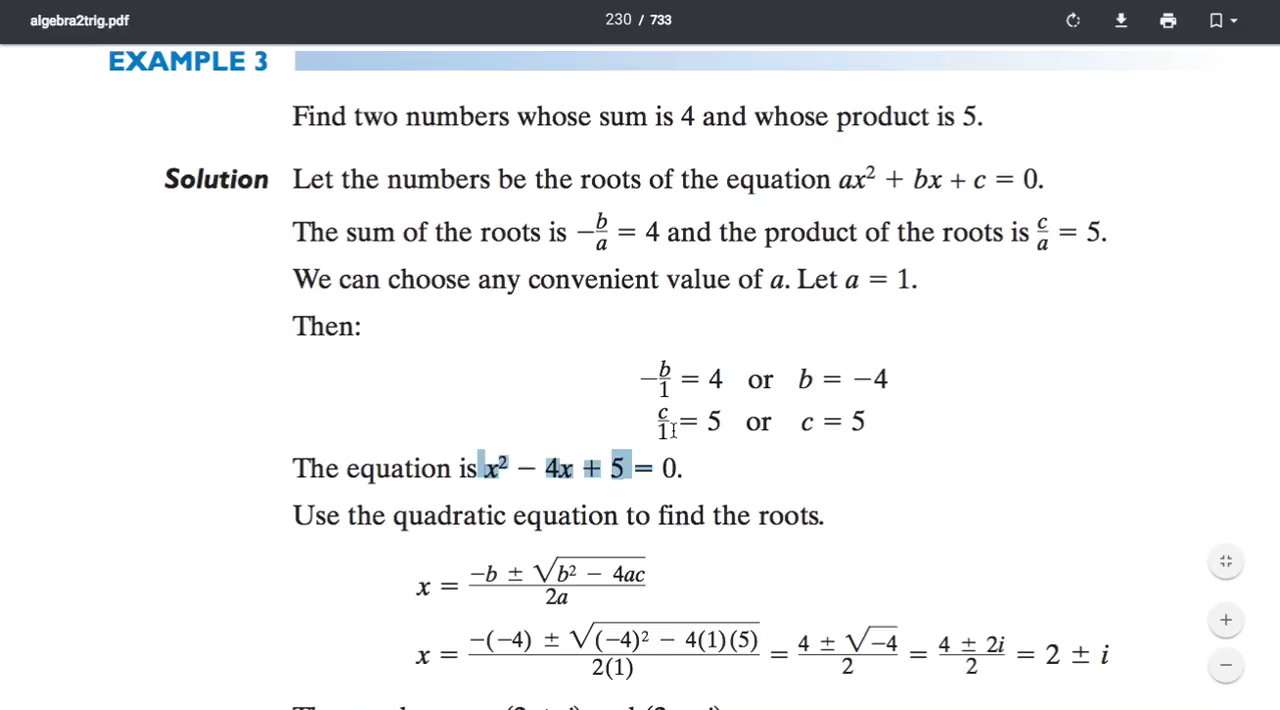 algebra2trig.pdf
230 / 733
EXAMPLE 3
Find two numbers whose sum is 4 and whose product is 5.
Solution Let the numbers be the roots of the equation ax² + bx + c = 0.
The sum of the roots is −b/a = 4 and the product of the roots is c/a = 5.
We can choose any convenient value of a. Let a = 1.
Then:
−b/1 = 4 or b = −4
c/1 = 5 or c = 5
The equation is x² − 4x + 5 = 0.
Use the quadratic equation to find the roots.
x = (−b ± √(b² − 4ac))/2a
x = (−(−4) ± √((−4)² − 4(1)(5)))/2(1) = (4 ± √−4)/2 = (4 ± 2i)/2 = 2 ± i